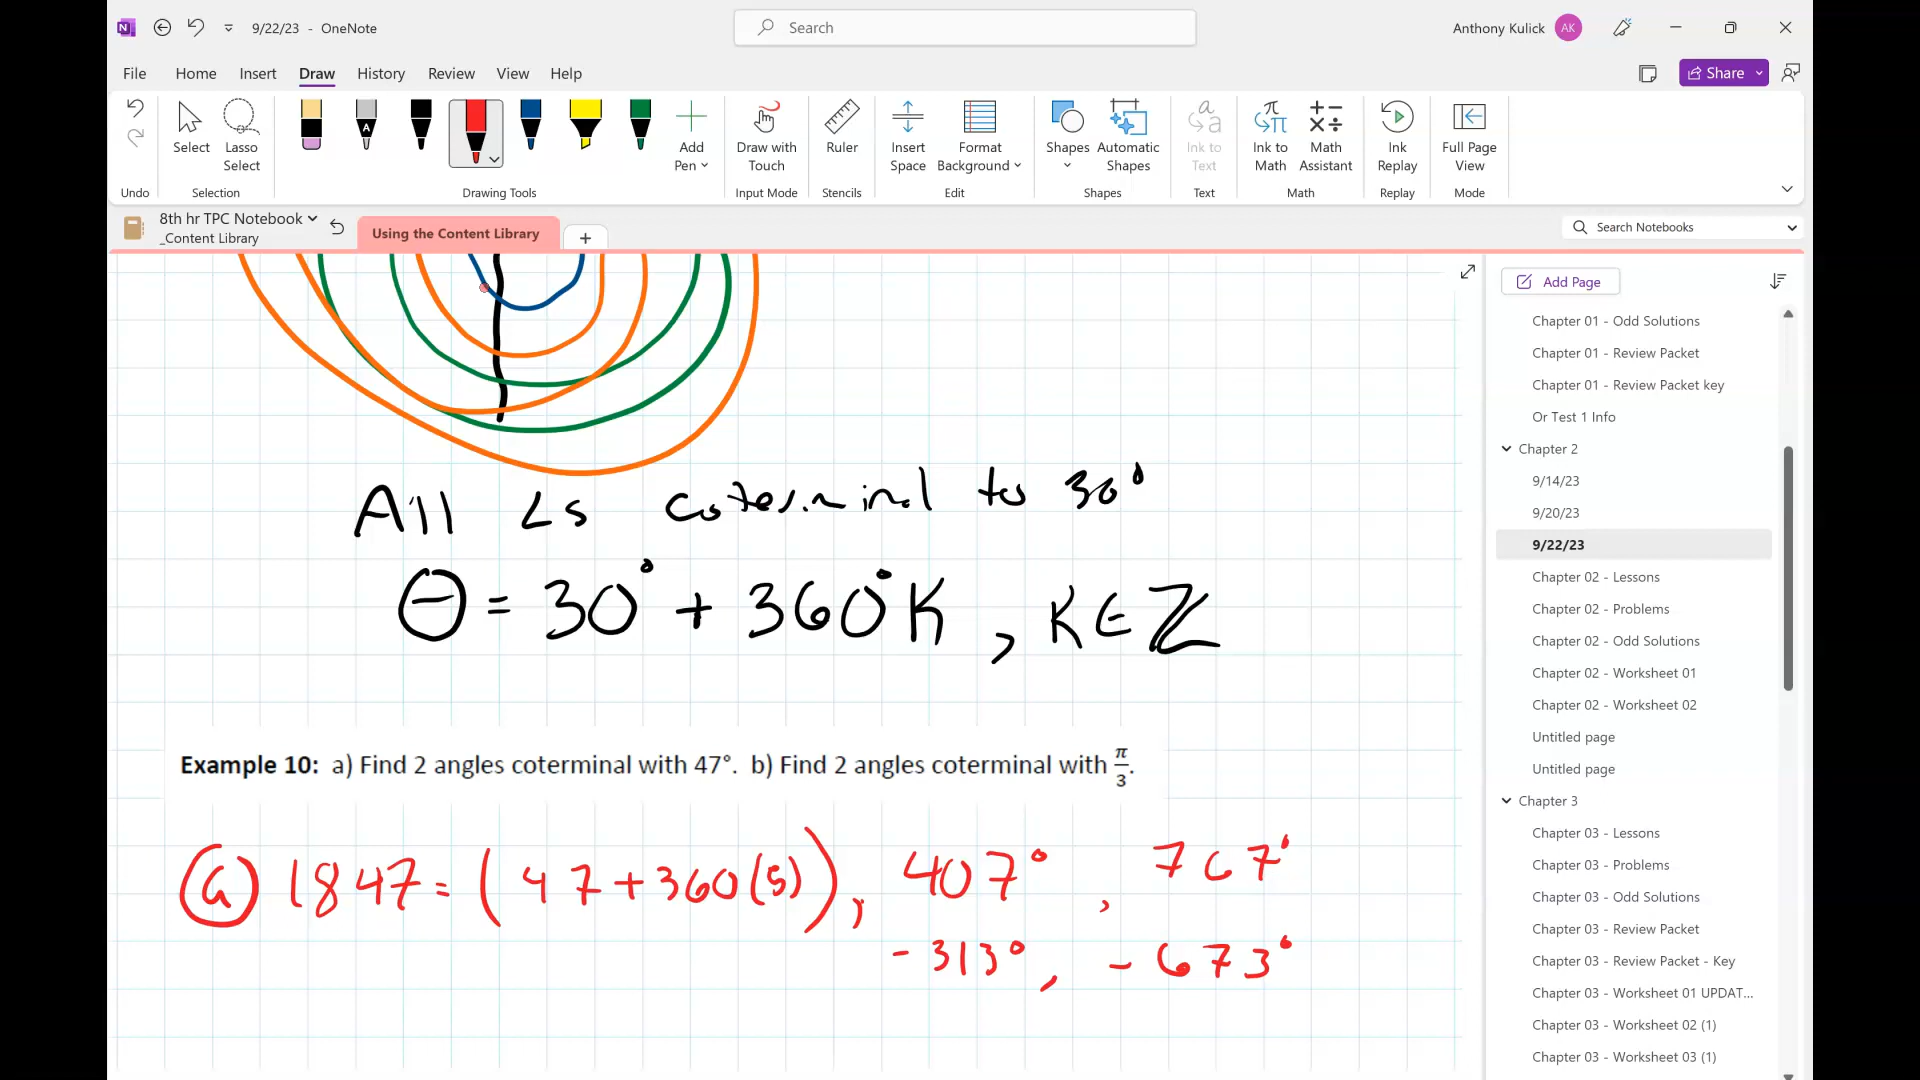 9/22/23 - OneNote
Search
Anthony Kulick AK
File Home Insert Draw History Review View Help
Share
Undo
Select
Lasso Select
Selection
A
Drawing Tools
Add Pen
Draw with Touch
Input Mode
Ruler
Stencils
Insert Space
Format Background
Edit
Shapes
Automatic Shapes
Shapes
Ink to Text
Text
Ink to Math
Math Assistant
Math
Ink Replay
Replay
Full Page View
Mode
8th hr TPC Notebook
_Content Library
Using the Content Library
+
Search Notebooks
All ∠s coterminal to 30°
θ = 30° + 360°K , K ∈ ℤ
Example 10: a) Find 2 angles coterminal with 47°. b) Find 2 angles coterminal with π/3.
(a) 1847 = (47+360(5)), 407°, 767°
-313°, -673°
Add Page
Chapter 01 - Odd Solutions
Chapter 01 - Review Packet
Chapter 01 - Review Packet key
Or Test 1 Info
Chapter 2
9/14/23
9/20/23
9/22/23
Chapter 02 - Lessons
Chapter 02 - Problems
Chapter 02 - Odd Solutions
Chapter 02 - Worksheet 01
Chapter 02 - Worksheet 02
Untitled page
Untitled page
Chapter 3
Chapter 03 - Lessons
Chapter 03 - Problems
Chapter 03 - Odd Solutions
Chapter 03 - Review Packet
Chapter 03 - Review Packet - Key
Chapter 03 - Worksheet 01 UPDAT...
Chapter 03 - Worksheet 02 (1)
Chapter 03 - Worksheet 03 (1)